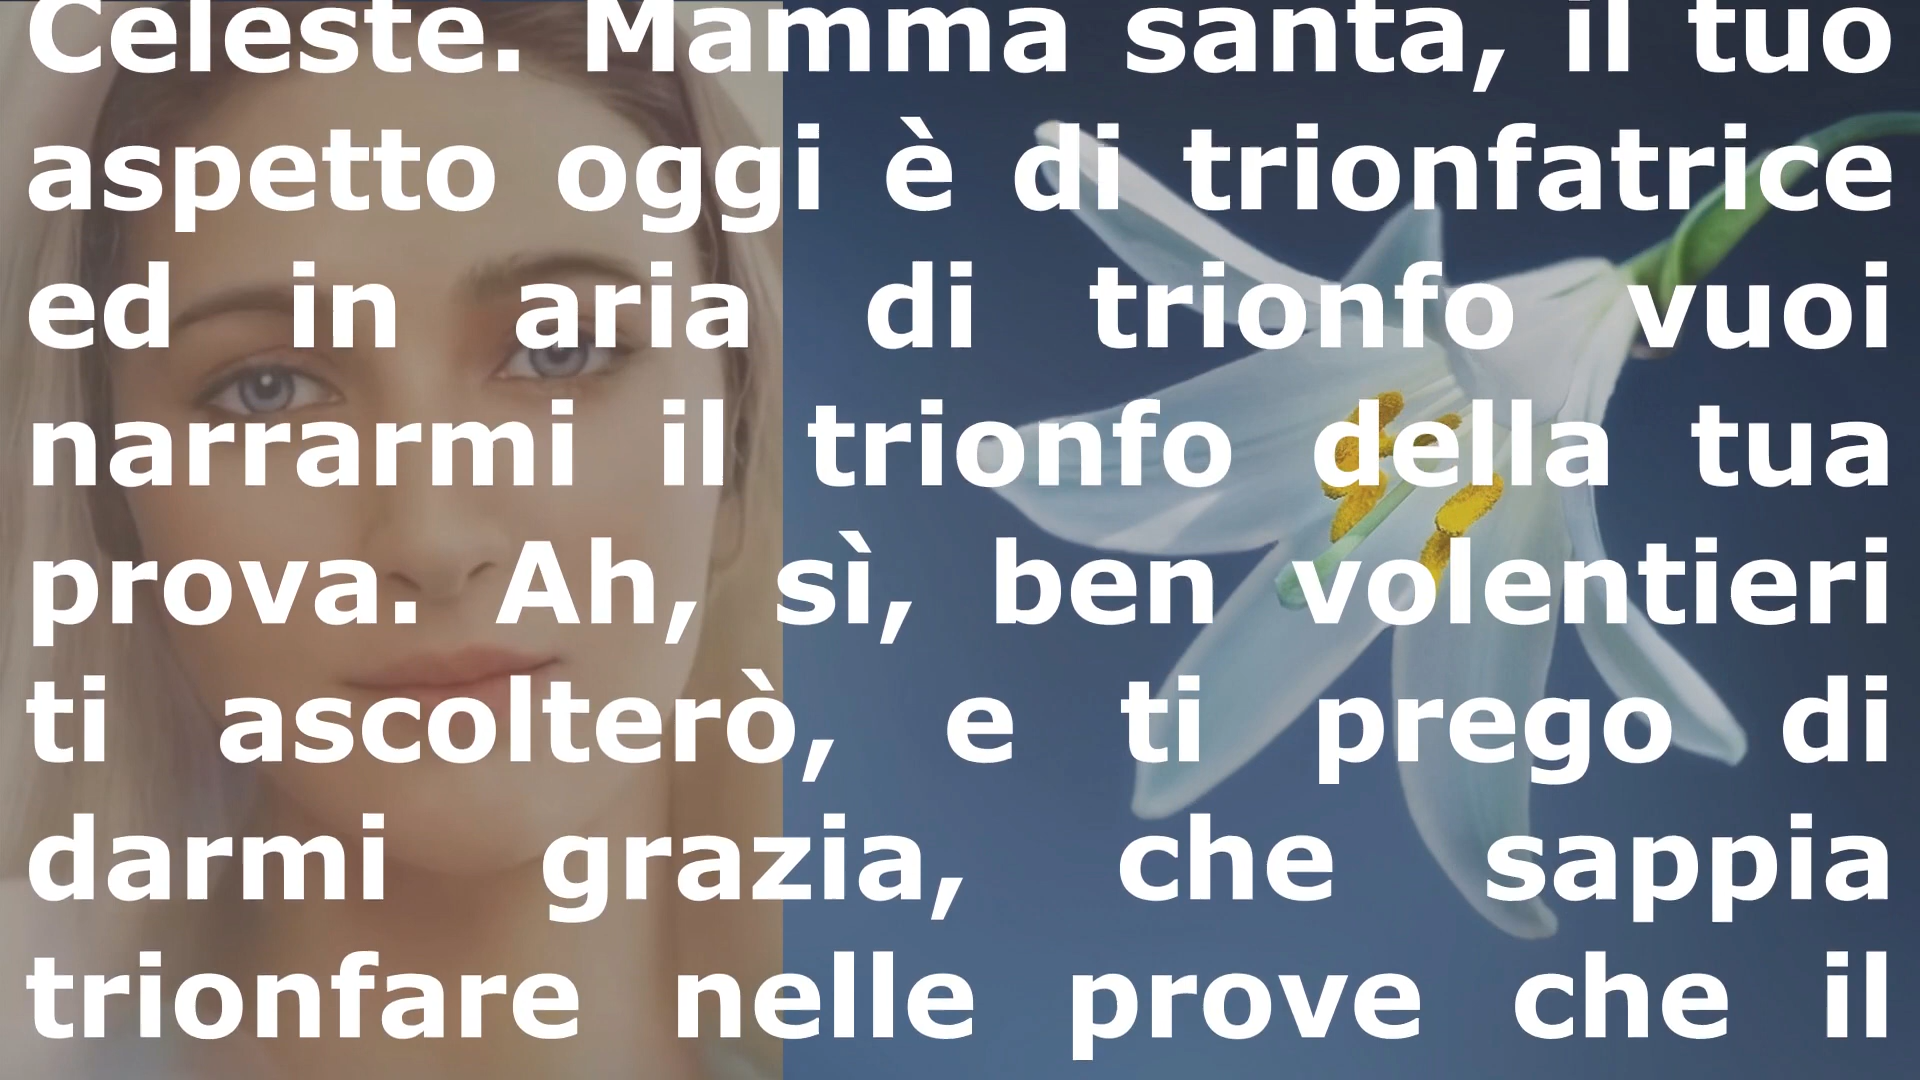 Celeste. Mamma santa, il tuo
aspetto oggi è di trionfatrice
ed in aria di trionfo vuoi
narrarmi il trionfo della tua
prova. Ah, sì, ben volentieri
ti ascolterò, e ti prego di
darmi grazia, che sappia
trionfare nelle prove che il